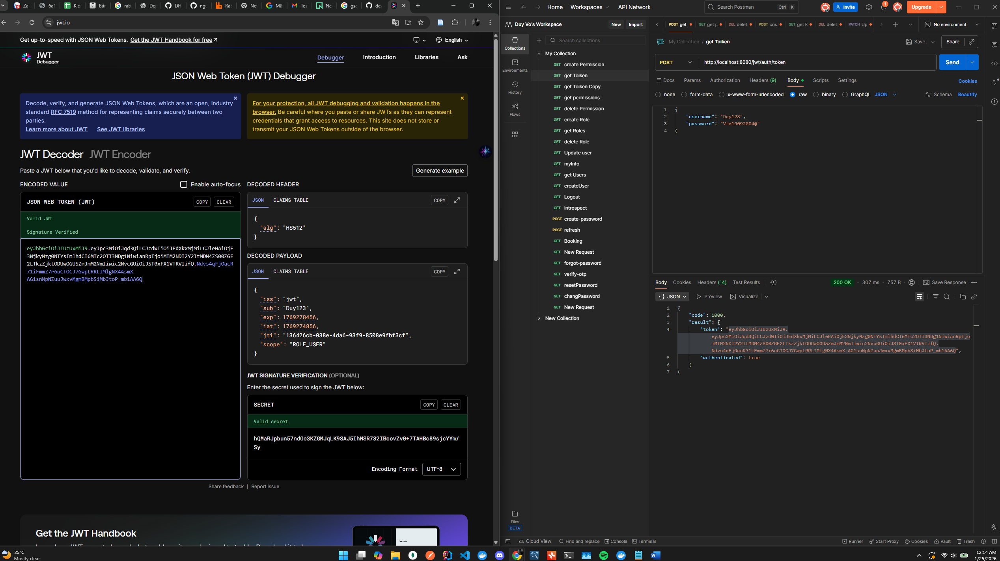 Zal
6a1
Kie
Bản
rab
Dep
DH
ngu
Rab
Nev
Mậ
Tes
Ne
gso
dev
jwt.io
Get up-to-speed with JSON Web Tokens. Get the JWT Handbook for free
English
JWT
Debugger
Debugger
Introduction
Libraries
Ask
JSON Web Token (JWT) Debugger
Decode, verify, and generate JSON Web Tokens, which are an open, industry
standard RFC 7519 method for representing claims securely between two
parties.
Learn more about JWT See JWT libraries
For your protection, all JWT debugging and validation happens in the
browser. Be careful where you paste or share JWTs as they can represent
credentials that grant access to resources. This site does not store or
transmit your JSON Web Tokens outside of the browser.
JWT Decoder JWT Encoder
Paste a JWT below that you'd like to decode, validate, and verify.
Generate example
ENCODED VALUE
Enable auto-focus
JSON WEB TOKEN (JWT)
COPY
CLEAR
Valid JWT
Signature Verified
eyJhbGciOiJIUzUxMiJ9.eyJpc3MiOiJqd3QiLCJzdWIiOiJEdXkxMjMiLCJleHAiOjE
3NjkyNzg0NTYsImlhdCI6MTc2OTI3NDg1NiwianRpIjoiMTM2NDI2Y2ItMDM4ZS00ZGE
2LTkzZjktODUwOGU5ZmJmM2NmIiwic2NvcGUiOiJST0xFX1VTRVIifQ.Ndvs4qFjOacR
71iFmmZ7r6uCTOCJ7GwpLRRLIMlgNX4AsmX-
AG1snNpNZuuJwxvMgmBMpbSiMbJtoP_mb1AA6Q
DECODED HEADER
JSON
CLAIMS TABLE
COPY
{
"alg": "HS512"
}
DECODED PAYLOAD
JSON
CLAIMS TABLE
COPY
{
"iss": "jwt",
"sub": "Duy123",
"exp": 1769278456,
"iat": 1769274856,
"jti": "136426cb-038e-4da6-93f9-8508e9fbf3cf",
"scope": "ROLE_USER"
}
JWT SIGNATURE VERIFICATION (OPTIONAL)
Enter the secret used to sign the JWT below:
SECRET
COPY
CLEAR
Valid secret
hQMaRJpbun57ndGo3KZGMJqLK9SAJ5IhMSR732IBcovZv0+7TAHBc89sjcYYm/
Sy
Encoding Format
UTF-8
Share feedback | Report issue
Get the JWT Handbook
Home
Workspaces
API Network
Search Postman
Ctrl K
Invite
1
Upgrade
Duy Vo's Workspace
New
Import
POST get
GET get p
DEL delet
POST crea
GET get R
DEL delet
PATCH Up
No environment
Collections
Environments
History
Flows
Files
BETA
Search collections
My Collection
GET create Permission
GET get Toiken
GET get Toiken Copy
GET get permissions
GET delete Permission
GET create Role
GET get Roles
GET delete Role
GET Update user
GET myInfo
GET get Users
GET createUser
GET Logout
GET introspect
POST create-password
POST refresh
GET Booking
GET New Request
GET forgot-password
GET verify-otp
GET resetPassword
GET changPassword
GET New Request
New Collection
HTTP My Collection / get Toiken
Save
Share
POST
http://localhost:8080/jwt/auth/token
Send
Docs
Params
Authorization
Headers (9)
Body
Scripts
Settings
Cookies
none
form-data
x-www-form-urlencoded
raw
binary
GraphQL
JSON
Schema
Beautify
1 {
2 "username": "Duy123",
3 "password": "Vtd19092004@"
4 }
Body
Cookies
Headers (14)
Test Results
200 OK
307 ms
757 B
e.g. Save Response
{} JSON
Preview
Visualize
1 {
2 "code": 1000,
3 "result": {
4 "token": "eyJhbGciOiJIUzUxMiJ9.
eyJpc3MiOiJqd3QiLCJzdWIiOiJEdXkxMjMiLCJleHAiOjE3NjkyNzg0NTYsImlhdCI6MTc2OTI3NDg1NiwianRpIjo
iMTM2NDI2Y2ItMDM4ZS00ZGE2LTkzZjktODUwOGU5ZmJmM2NmIiwic2NvcGUiOiJST0xFX1VTRVIifQ.
Ndvs4qFjOacR71iFmmZ7r6uCTOCJ7GwpLRRLIMlgNX4AsmX-AG1snNpNZuuJwxvMgmBMpbSiMbJtoP_mb1AA6Q",
5 "authenticated": true
6 }
7 }
Cloud View
Find and replace
Console
Terminal
Runner
Start Proxy
Cookies
Vault
Trash
25°C
Mostly clear
12:14 AM
1/25/2026